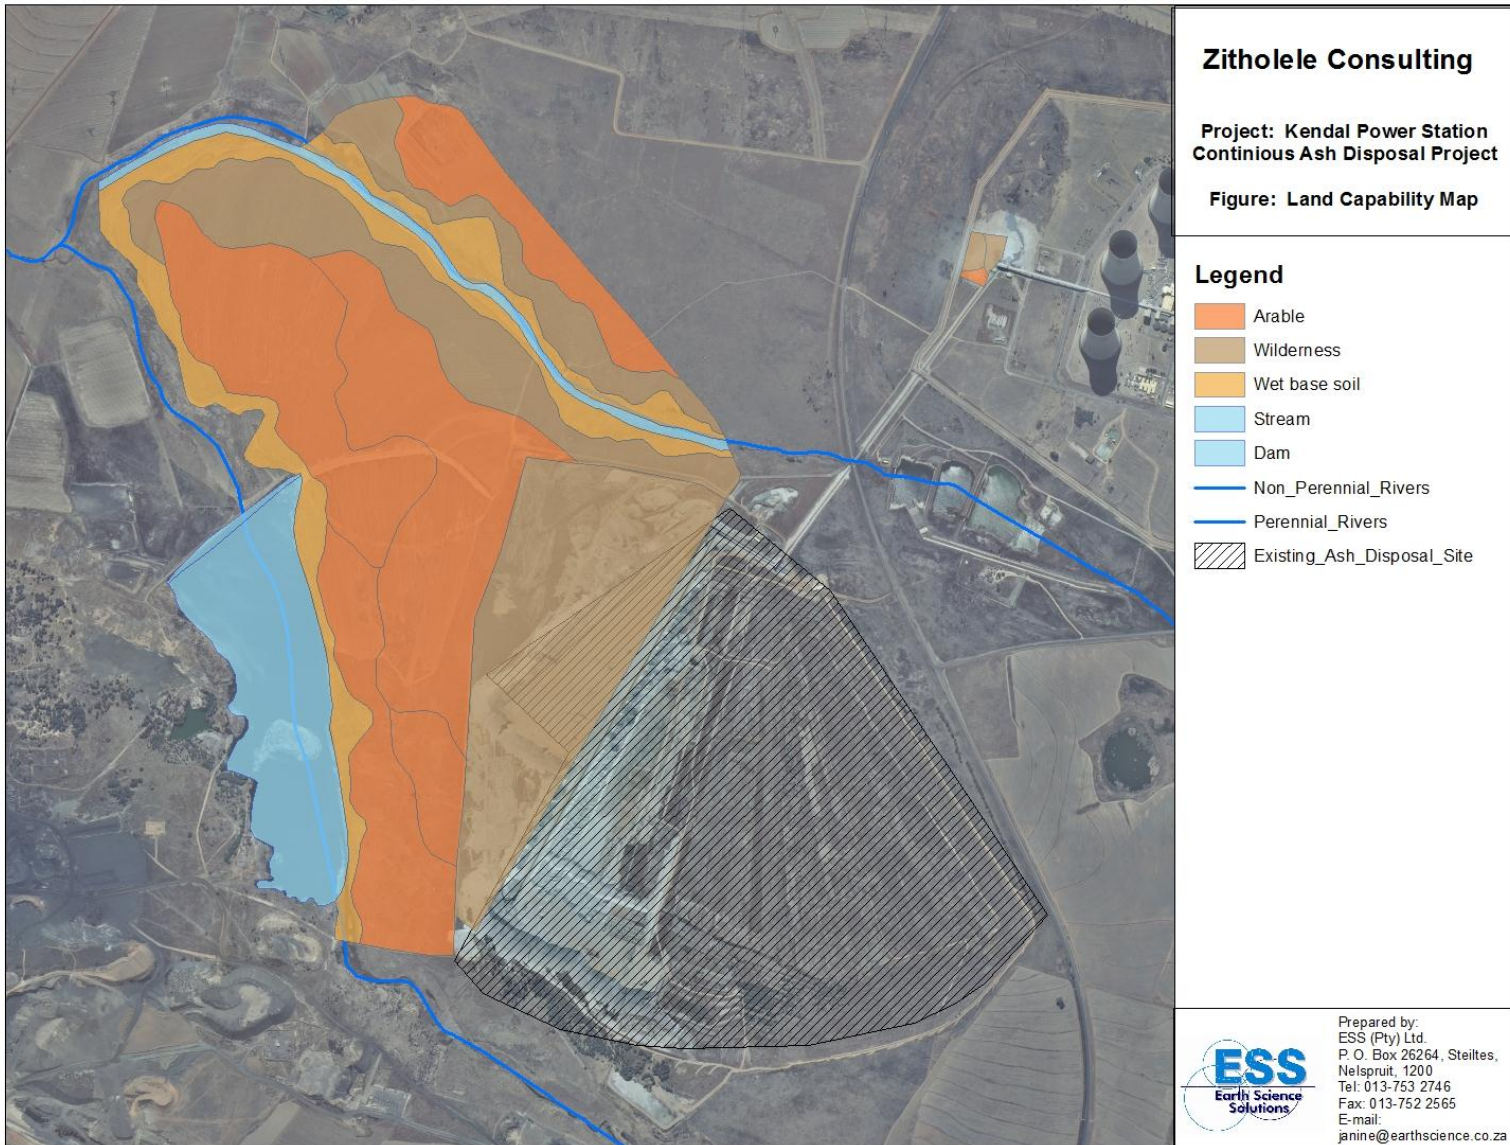 Zitholele Consulting
Project: Kendal Power Station
Continious Ash Disposal Project
Figure: Land Capability Map
Legend
Arable
Wilderness
Wet base soil
Stream
Dam
Non_Perennial_Rivers
Perennial_Rivers
Existing_Ash_Disposal_Site
ESS
Earth Science
Solutions
Prepared by:
ESS (Pty) Ltd.
P. O. Box 26264, Steiltes,
Nelspruit, 1200
Tel: 013-753 2746
Fax: 013-752 2565
E-mail:
janine@earthscience.co.za